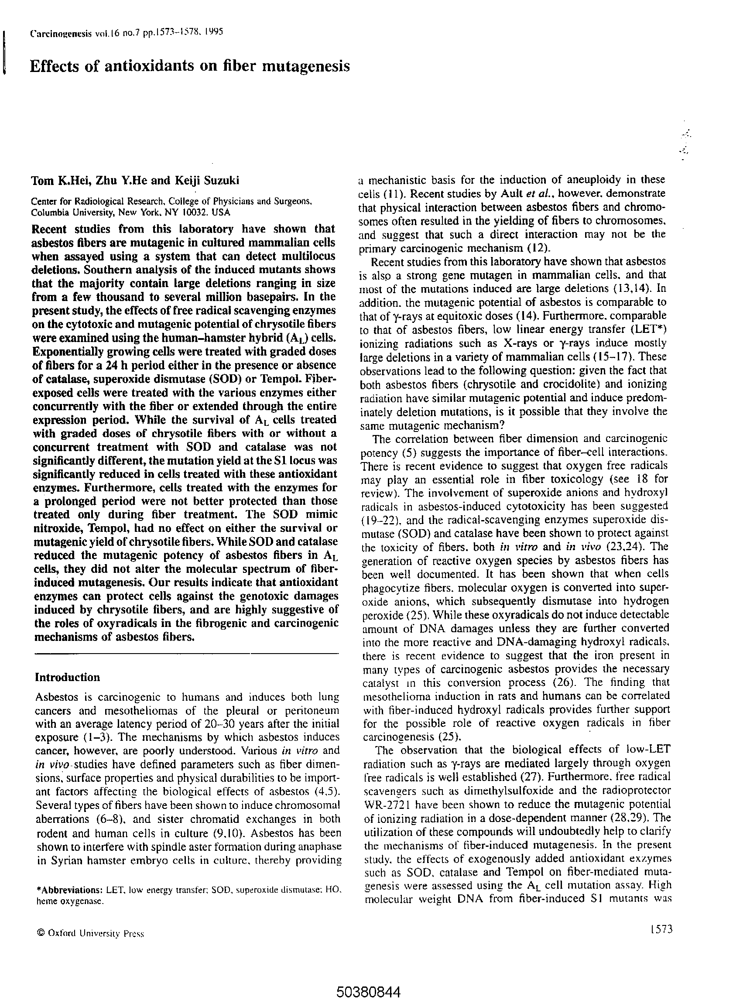 Carcinogenesis vol.16 no.7 pp.1573–1578, 1995
Effects of antioxidants on fiber mutagenesis
Tom K.Hei, Zhu Y.He and Keiji Suzuki
Center for Radiological Research, College of Physicians and Surgeons,
Columbia University, New York, NY 10032, USA
Recent studies from this laboratory have shown that
asbestos fibers are mutagenic in cultured mammalian cells
when assayed using a system that can detect multilocus
deletions. Southern analysis of the induced mutants shows
that the majority contain large deletions ranging in size
from a few thousand to several million basepairs. In the
present study, the effects of free radical scavenging enzymes
on the cytotoxic and mutagenic potential of chrysotile fibers
were examined using the human–hamster hybrid (AL) cells.
Exponentially growing cells were treated with graded doses
of fibers for a 24 h period either in the presence or absence
of catalase, superoxide dismutase (SOD) or Tempol. Fiber-
exposed cells were treated with the various enzymes either
concurrently with the fiber or extended through the entire
expression period. While the survival of AL cells treated
with graded doses of chrysotile fibers with or without a
concurrent treatment with SOD and catalase was not
significantly different, the mutation yield at the S1 locus was
significantly reduced in cells treated with these antioxidant
enzymes. Furthermore, cells treated with the enzymes for
a prolonged period were not better protected than those
treated only during fiber treatment. The SOD mimic
nitroxide, Tempol, had no effect on either the survival or
mutagenic yield of chrysotile fibers. While SOD and catalase
reduced the mutagenic potency of asbestos fibers in AL
cells, they did not alter the molecular spectrum of fiber-
induced mutagenesis. Our results indicate that antioxidant
enzymes can protect cells against the genotoxic damages
induced by chrysotile fibers, and are highly suggestive of
the roles of oxyradicals in the fibrogenic and carcinogenic
mechanisms of asbestos fibers.
Introduction
Asbestos is carcinogenic to humans and induces both lung
cancers and mesotheliomas of the pleural or peritoneum
with an average latency period of 20–30 years after the initial
exposure (1–3). The mechanisms by which asbestos induces
cancer, however, are poorly understood. Various in vitro and
in vivo studies have defined parameters such as fiber dimen-
sions, surface properties and physical durabilities to be import-
ant factors affecting the biological effects of asbestos (4,5).
Several types of fibers have been shown to induce chromosomal
aberrations (6–8), and sister chromatid exchanges in both
rodent and human cells in culture (9,10). Asbestos has been
shown to interfere with spindle aster formation during anaphase
in Syrian hamster embryo cells in culture, thereby providing
*Abbreviations: LET, low energy transfer; SOD, superoxide dismutase; HO,
heme oxygenase.
© Oxford University Press
a mechanistic basis for the induction of aneuploidy in these
cells (11). Recent studies by Ault et al., however, demonstrate
that physical interaction between asbestos fibers and chromo-
somes often resulted in the yielding of fibers to chromosomes,
and suggest that such a direct interaction may not be the
primary carcinogenic mechanism (12).
Recent studies from this laboratory have shown that asbestos
is also a strong gene mutagen in mammalian cells, and that
most of the mutations induced are large deletions (13,14). In
addition, the mutagenic potential of asbestos is comparable to
that of γ-rays at equitoxic doses (14). Furthermore, comparable
to that of asbestos fibers, low linear energy transfer (LET*)
ionizing radiations such as X-rays or γ-rays induce mostly
large deletions in a variety of mammalian cells (15–17). These
observations lead to the following question: given the fact that
both asbestos fibers (chrysotile and crocidolite) and ionizing
radiation have similar mutagenic potential and induce predom-
inately deletion mutations, is it possible that they involve the
same mutagenic mechanism?
The correlation between fiber dimension and carcinogenic
potency (5) suggests the importance of fiber–cell interactions.
There is recent evidence to suggest that oxygen free radicals
may play an essential role in fiber toxicology (see 18 for
review). The involvement of superoxide anions and hydroxyl
radicals in asbestos-induced cytotoxicity has been suggested
(19–22), and the radical-scavenging enzymes superoxide dis-
mutase (SOD) and catalase have been shown to protect against
the toxicity of fibers, both in vitro and in vivo (23,24). The
generation of reactive oxygen species by asbestos fibers has
been well documented. It has been shown that when cells
phagocytize fibers, molecular oxygen is converted into super-
oxide anions, which subsequently dismutase into hydrogen
peroxide (25). While these oxyradicals do not induce detectable
amount of DNA damages unless they are further converted
into the more reactive and DNA-damaging hydroxyl radicals,
there is recent evidence to suggest that the iron present in
many types of carcinogenic asbestos provides the necessary
catalyst in this conversion process (26). The finding that
mesothelioma induction in rats and humans can be correlated
with fiber-induced hydroxyl radicals provides further support
for the possible role of reactive oxygen radicals in fiber
carcinogenesis (25).
The observation that the biological effects of low-LET
radiation such as γ-rays are mediated largely through oxygen
free radicals is well established (27). Furthermore, free radical
scavengers such as dimethylsulfoxide and the radioprotector
WR-2721 have been shown to reduce the mutagenic potential
of ionizing radiation in a dose-dependent manner (28,29). The
utilization of these compounds will undoubtedly help to clarify
the mechanisms of fiber-induced mutagenesis. In the present
study, the effects of exogenously added antioxidant enzymes
such as SOD, catalase and Tempol on fiber-mediated muta-
genesis were assessed using the AL cell mutation assay. High
molecular weight DNA from fiber-induced S1 mutants was
1573
50380844